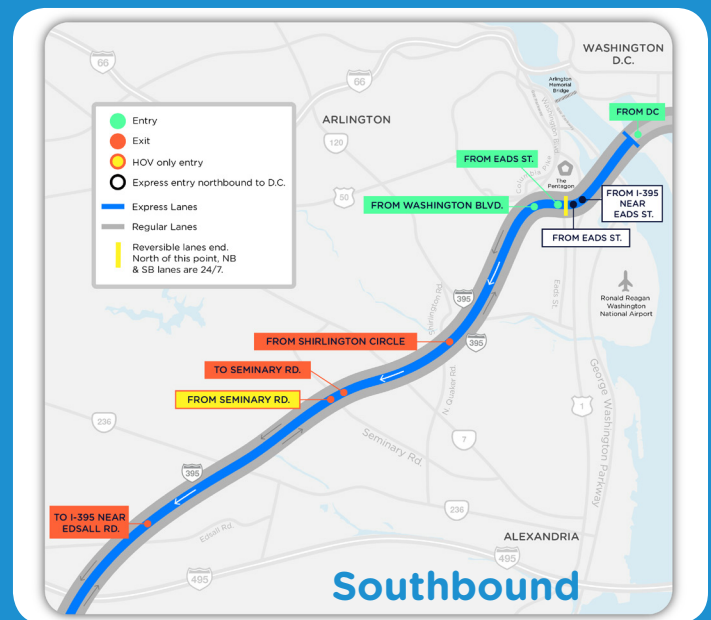 WASHINGTON
D.C.
66
66
Arlington
Memorial
Bridge
Washington Blvd.
ARLINGTON
FROM DC
120
Entry
Exit
HOV only entry
Express entry northbound to D.C.
Express Lanes
Regular Lanes
Reversible lanes end.
North of this point, NB
& SB lanes are 24/7.
FROM EADS ST.
Columbia Pike
The
Pentagon
50
FROM WASHINGTON BLVD.
FROM I-395
NEAR
EADS ST.
FROM EADS ST.
Eads St.
Ronald Reagan
Washington
National Airport
395
395
FROM SHIRLINGTON CIRCLE
TO SEMINARY RD.
FROM SEMINARY RD.
N. Quaker Rd.
George Washington Parkway
1
236
Seminary Rd.
7
395
236
TO I-395 NEAR
EDSALL RD.
Edsall Rd.
ALEXANDRIA
495
495
Southbound